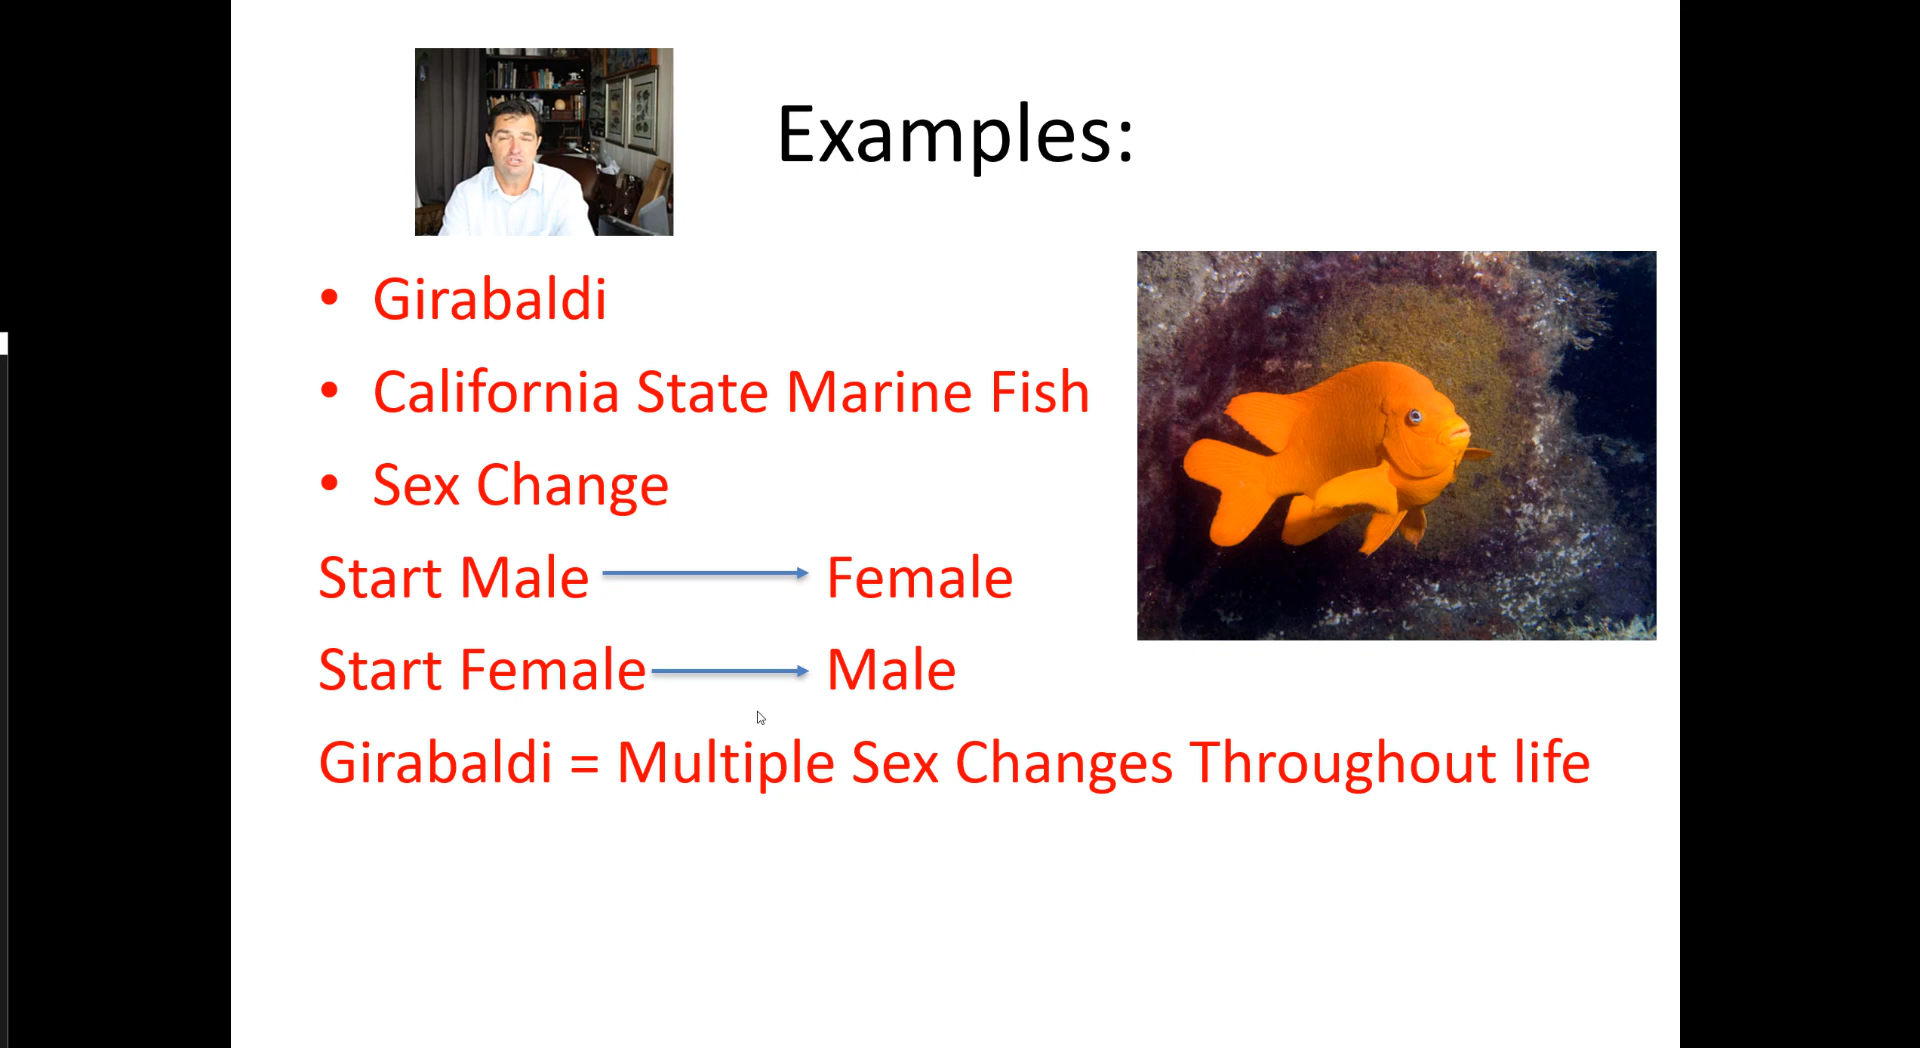 Examples:
• Girabaldi
• California State Marine Fish
• Sex Change
Start Male Female
Start Female Male
Girabaldi = Multiple Sex Changes Throughout life